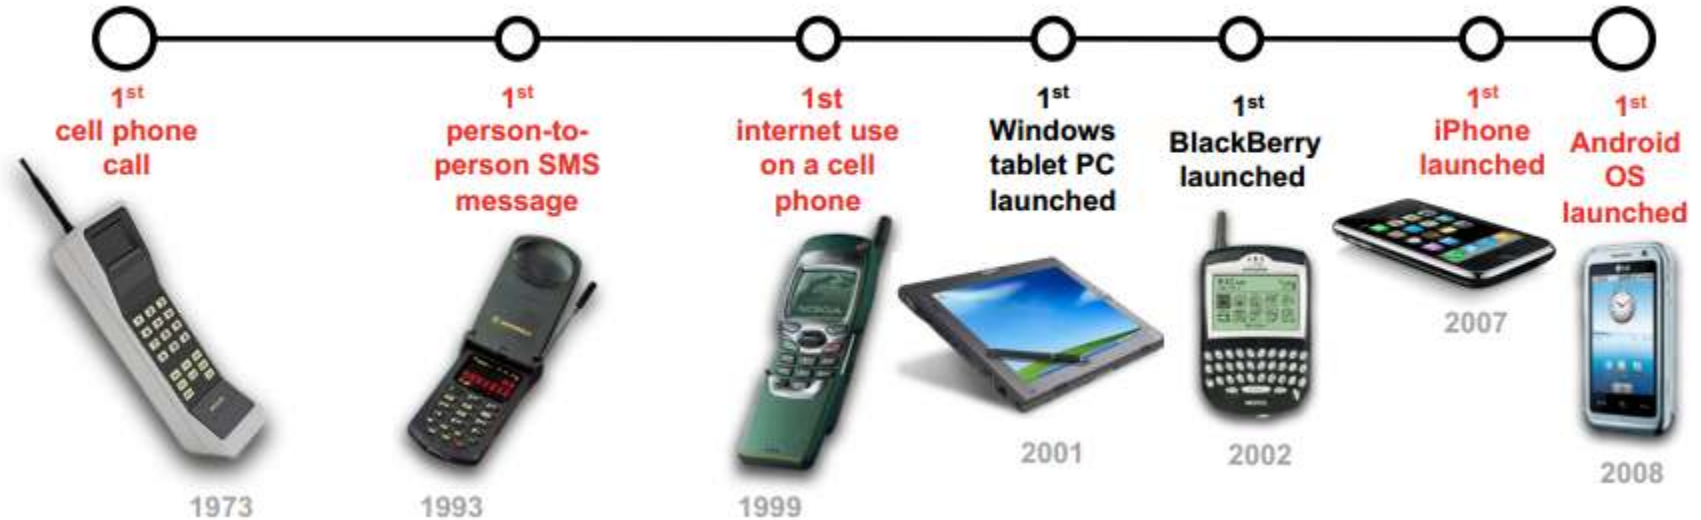 1st
cell phone
call
1973
1st
person-to-
person SMS
message
1993
1st
internet use
on a cell
phone
1999
1st
Windows
tablet PC
launched
2001
1st
BlackBerry
launched
2002
1st
iPhone
launched
2007
1st
Android
OS
launched
LG
2008